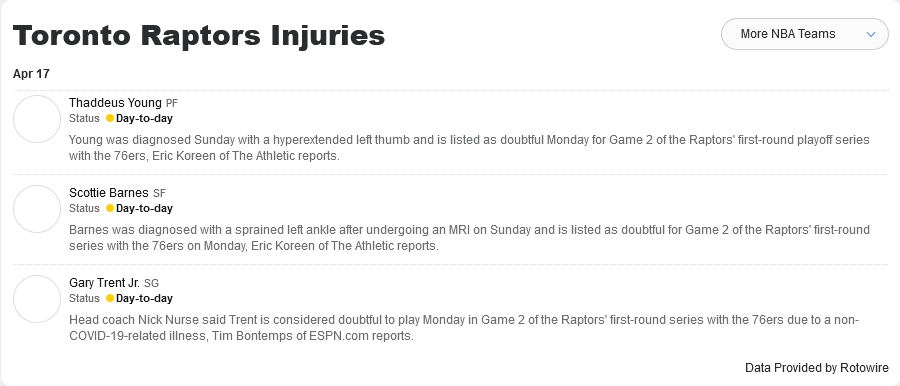 Toronto Raptors Injuries
More NBA Teams
Apr 17
Thaddeus Young PF
Status Day-to-day
Young was diagnosed Sunday with a hyperextended left thumb and is listed as doubtful Monday for Game 2 of the Raptors' first-round playoff series
with the 76ers, Eric Koreen of The Athletic reports.
Scottie Barnes SF
Status Day-to-day
Barnes was diagnosed with a sprained left ankle after undergoing an MRI on Sunday and is listed as doubtful for Game 2 of the Raptors' first-round
series with the 76ers on Monday, Eric Koreen of The Athletic reports.
Gary Trent Jr. SG
Status Day-to-day
Head coach Nick Nurse said Trent is considered doubtful to play Monday in Game 2 of the Raptors' first-round series with the 76ers due to a non-
COVID-19-related illness, Tim Bontemps of ESPN.com reports.
Data Provided by Rotowire